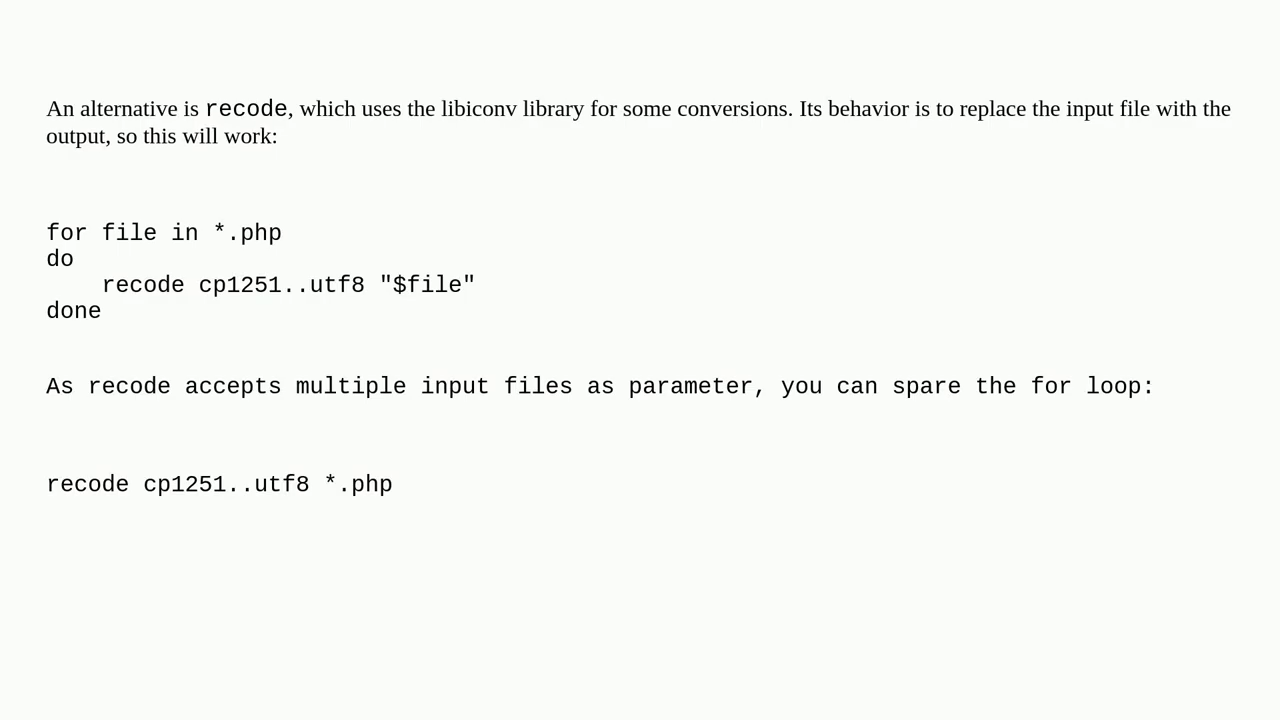 An alternative is recode, which uses the libiconv library for some conversions. Its behavior is to replace the input file with the
output, so this will work:
for file in *.php
do
    recode cp1251..utf8 "$file"
done
As recode accepts multiple input files as parameter, you can spare the for loop:
recode cp1251..utf8 *.php